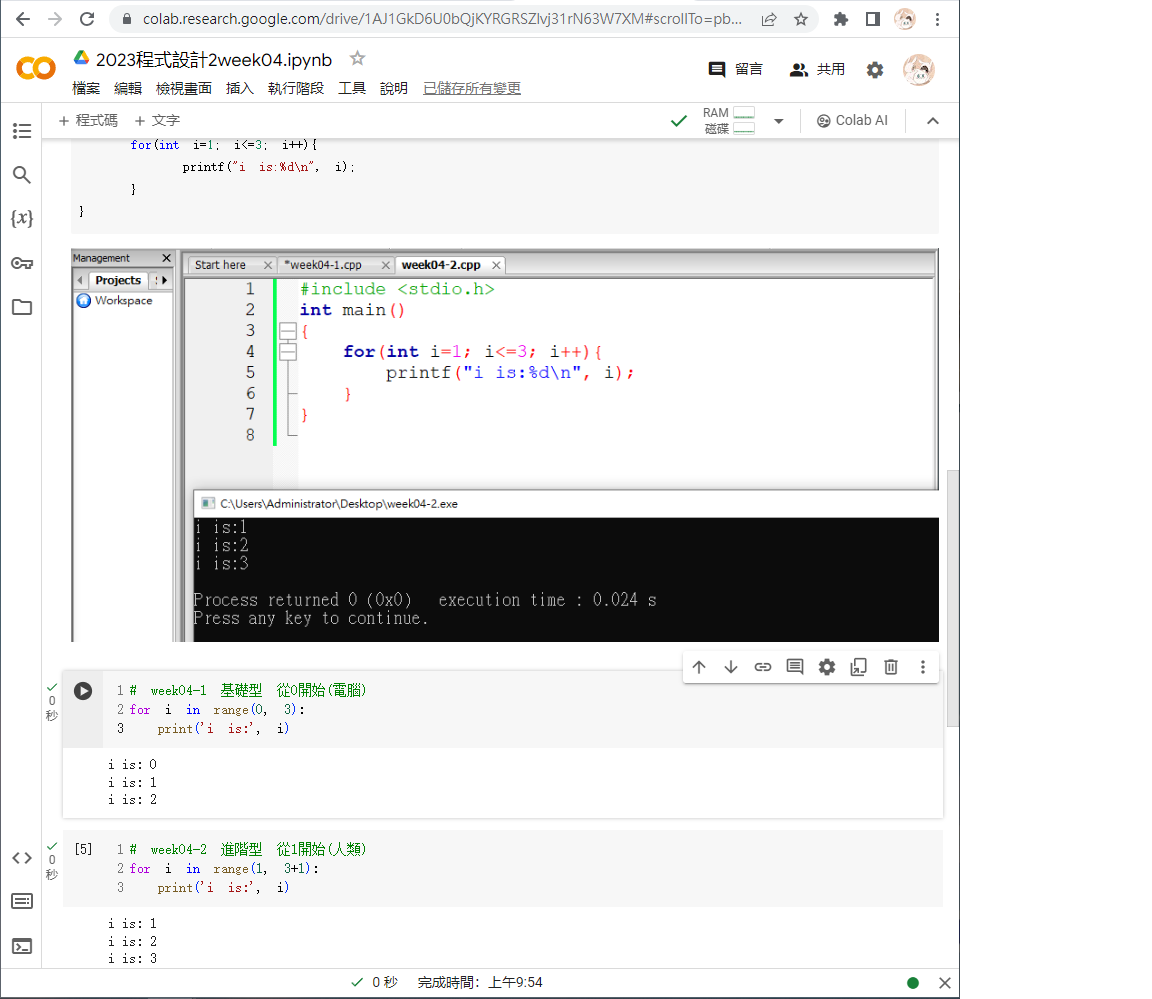 colab.research.google.com/drive/1AJ1GkD6U0bQjKYRGRSZlvj31rN63W7XM#scrollTo=pb...
2023程式設計2week04.ipynb
檔案 編輯 檢視畫面 插入 執行階段 工具 說明 已儲存所有變更
留言 共用
+ 程式碼 + 文字
RAM
磁碟
Colab AI
for(int i=1; i<=3; i++){
printf("i is:%d\n", i);
}
}
Management
Projects
Workspace
Start here *week04-1.cpp week04-2.cpp
1 #include <stdio.h>
2 int main()
3 {
4 for(int i=1; i<=3; i++){
5 printf("i is:%d\n", i);
6 }
7 }
8
C:\Users\Administrator\Desktop\week04-2.exe
i is:1
i is:2
i is:3
Process returned 0 (0x0) execution time : 0.024 s
Press any key to continue.
0
秒
1 # week04-1 基礎型 從0開始(電腦)
2 for i in range(0, 3):
3 print('i is:', i)
i is: 0
i is: 1
i is: 2
0
秒
[5]
1 # week04-2 進階型 從1開始(人類)
2 for i in range(1, 3+1):
3 print('i is:', i)
i is: 1
i is: 2
i is: 3
0 秒 完成時間: 上午9:54